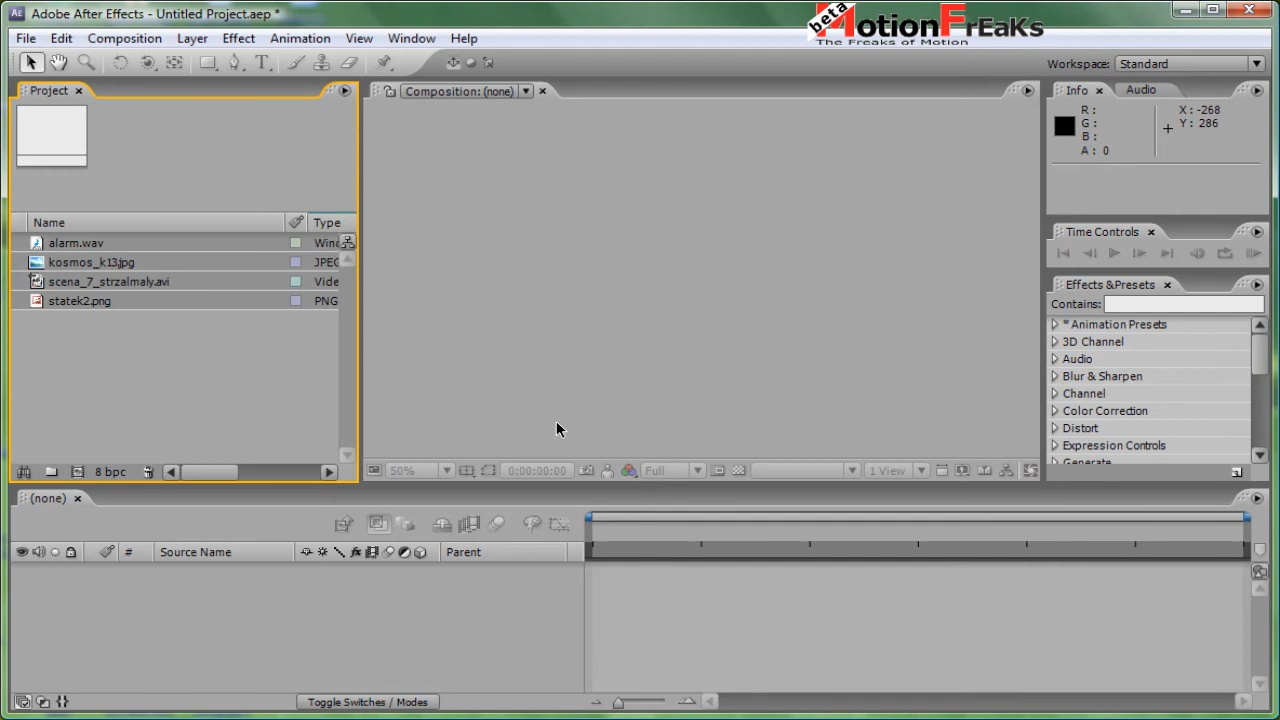 Adobe After Effects - Untitled Project.aep *
beta
MotionFrEaKs
The Freaks of Motion
File Edit Composition Layer Effect Animation View Window Help
Workspace: Standard
Project
Composition: (none)
Info Audio
R :
G :
B :
A : 0
X : -268
Y : 286
Name Type
alarm.wav
kosmos_k13.jpg JPEG
scena_7_strzalmaly.avi Vide
statek2.png PNG
Time Controls
Effects &Presets
Contains:
* Animation Presets
3D Channel
Audio
Blur & Sharpen
Channel
Color Correction
Distort
Expression Controls
Generate
8 bpc
50% 0:00:00:00 Full 1 View
(none)
# Source Name Parent
Toggle Switches / Modes